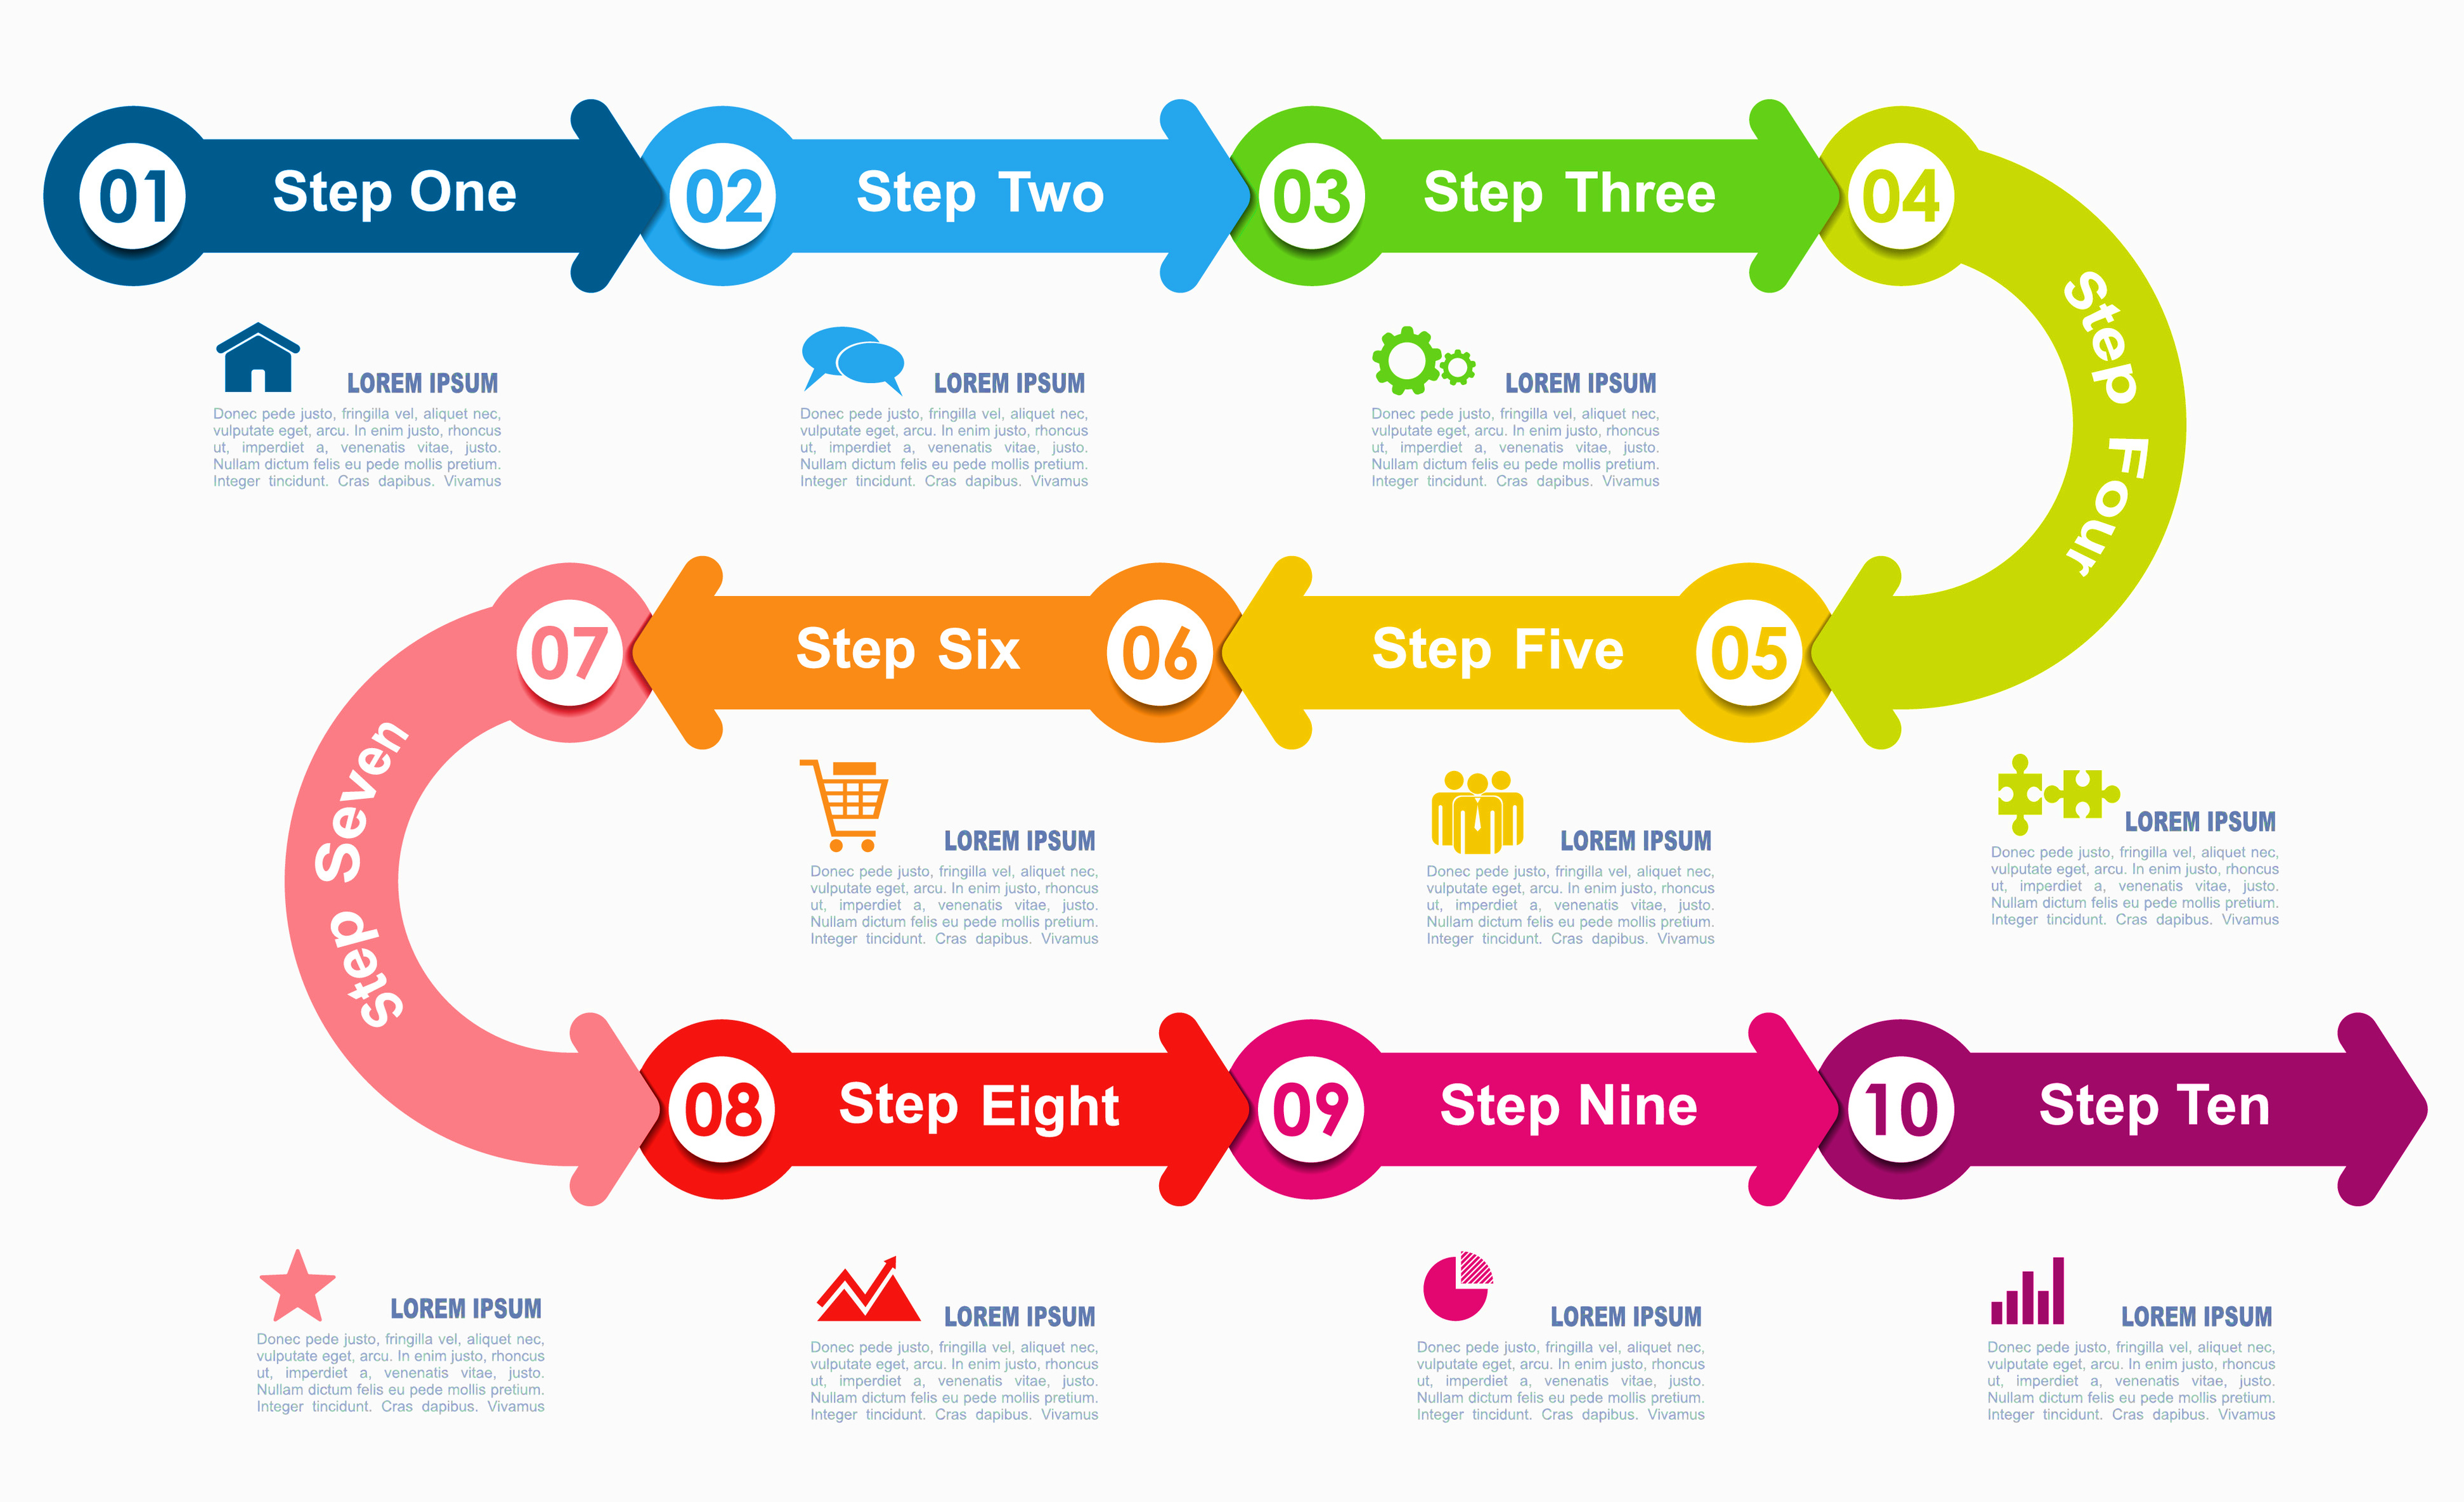 01
Step One
02
Step Two
03
Step Three
04
Step Four
LOREM IPSUM
Donec pede justo, fringilla vel, aliquet nec,
vulputate eget, arcu. In enim justo, rhoncus
ut, imperdiet a, venenatis vitae, justo.
Nullam dictum felis eu pede mollis pretium.
Integer tincidunt. Cras dapibus. Vivamus
LOREM IPSUM
Donec pede justo, fringilla vel, aliquet nec,
vulputate eget, arcu. In enim justo, rhoncus
ut, imperdiet a, venenatis vitae, justo.
Nullam dictum felis eu pede mollis pretium.
Integer tincidunt. Cras dapibus. Vivamus
LOREM IPSUM
Donec pede justo, fringilla vel, aliquet nec,
vulputate eget, arcu. In enim justo, rhoncus
ut, imperdiet a, venenatis vitae, justo.
Nullam dictum felis eu pede mollis pretium.
Integer tincidunt. Cras dapibus. Vivamus
05
Step Five
06
Step Six
07
Step Seven
LOREM IPSUM
Donec pede justo, fringilla vel, aliquet nec,
vulputate eget, arcu. In enim justo, rhoncus
ut, imperdiet a, venenatis vitae, justo.
Nullam dictum felis eu pede mollis pretium.
Integer tincidunt. Cras dapibus. Vivamus
LOREM IPSUM
Donec pede justo, fringilla vel, aliquet nec,
vulputate eget, arcu. In enim justo, rhoncus
ut, imperdiet a, venenatis vitae, justo.
Nullam dictum felis eu pede mollis pretium.
Integer tincidunt. Cras dapibus. Vivamus
LOREM IPSUM
Donec pede justo, fringilla vel, aliquet nec,
vulputate eget, arcu. In enim justo, rhoncus
ut, imperdiet a, venenatis vitae, justo.
Nullam dictum felis eu pede mollis pretium.
Integer tincidunt. Cras dapibus. Vivamus
08
Step Eight
09
Step Nine
10
Step Ten
LOREM IPSUM
Donec pede justo, fringilla vel, aliquet nec,
vulputate eget, arcu. In enim justo, rhoncus
ut, imperdiet a, venenatis vitae, justo.
Nullam dictum felis eu pede mollis pretium.
Integer tincidunt. Cras dapibus. Vivamus
LOREM IPSUM
Donec pede justo, fringilla vel, aliquet nec,
vulputate eget, arcu. In enim justo, rhoncus
ut, imperdiet a, venenatis vitae, justo.
Nullam dictum felis eu pede mollis pretium.
Integer tincidunt. Cras dapibus. Vivamus
LOREM IPSUM
Donec pede justo, fringilla vel, aliquet nec,
vulputate eget, arcu. In enim justo, rhoncus
ut, imperdiet a, venenatis vitae, justo.
Nullam dictum felis eu pede mollis pretium.
Integer tincidunt. Cras dapibus. Vivamus
LOREM IPSUM
Donec pede justo, fringilla vel, aliquet nec,
vulputate eget, arcu. In enim justo, rhoncus
ut, imperdiet a, venenatis vitae, justo.
Nullam dictum felis eu pede mollis pretium.
Integer tincidunt. Cras dapibus. Vivamus